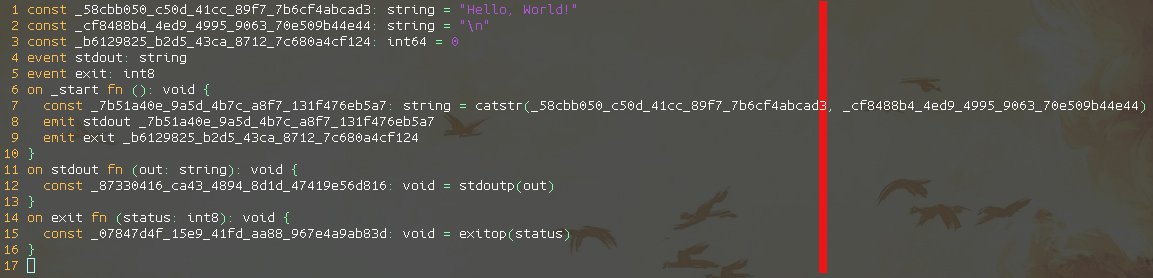 1 const _58cbb050_c50d_41cc_89f7_7b6cf4abcad3: string = "Hello, World!"
2 const _cf8488b4_4ed9_4995_9063_70e509b44e44: string = "\n"
3 const _b6129825_b2d5_43ca_8712_7c680a4cf124: int64 = 0
4 event stdout: string
5 event exit: int8
6 on _start fn (): void {
7   const _7b51a40e_9a5d_4b7c_a8f7_131f476eb5a7: string = catstr(_58cbb050_c50d_41cc_89f7_7b6cf4abcad3, _cf8488b4_4ed9_4995_9063_70e509b44e44)
8   emit stdout _7b51a40e_9a5d_4b7c_a8f7_131f476eb5a7
9   emit exit _b6129825_b2d5_43ca_8712_7c680a4cf124
10 }
11 on stdout fn (out: string): void {
12   const _87330416_ca43_4894_8d1d_47419e56d816: void = stdoutp(out)
13 }
14 on exit fn (status: int8): void {
15   const _07847d4f_15e9_41fd_aa88_967e4a9ab83d: void = exitop(status)
16 }
17